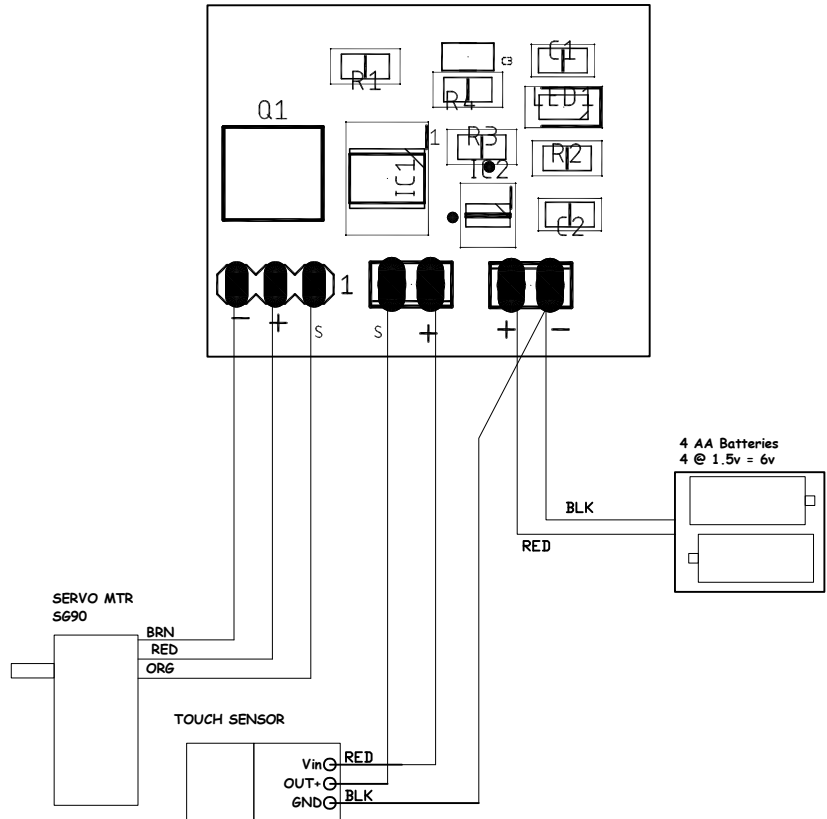 C1
C3
R1
R4
LED1
Q1
1
R3
IC1
IC2
R2
C2
1
- + S
S +
+ -
4 AA Batteries
4 @ 1.5v = 6v
BLK
RED
SERVO MTR
SG90
BRN
RED
ORG
TOUCH SENSOR
Vin RED
OUT+
GND BLK